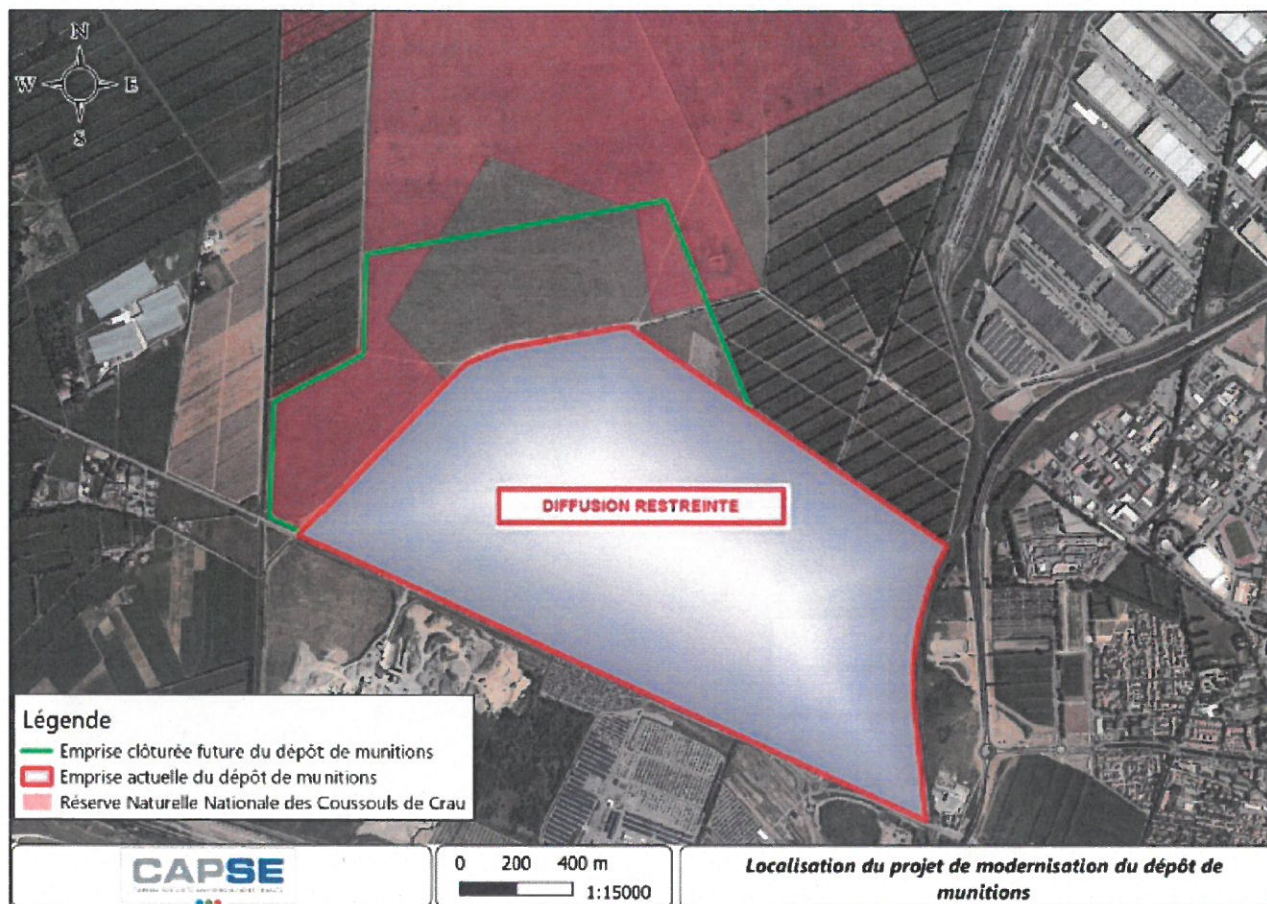 N
W E
S
DIFFUSION RESTREINTE
Légende
Emprise clôturée future du dépôt de munitions
Emprise actuelle du dépôt de munitions
Réserve Naturelle Nationale des Coussouls de Crau
CAPSE
0 200 400 m
1:15000
Localisation du projet de modernisation du dépôt de
munitions